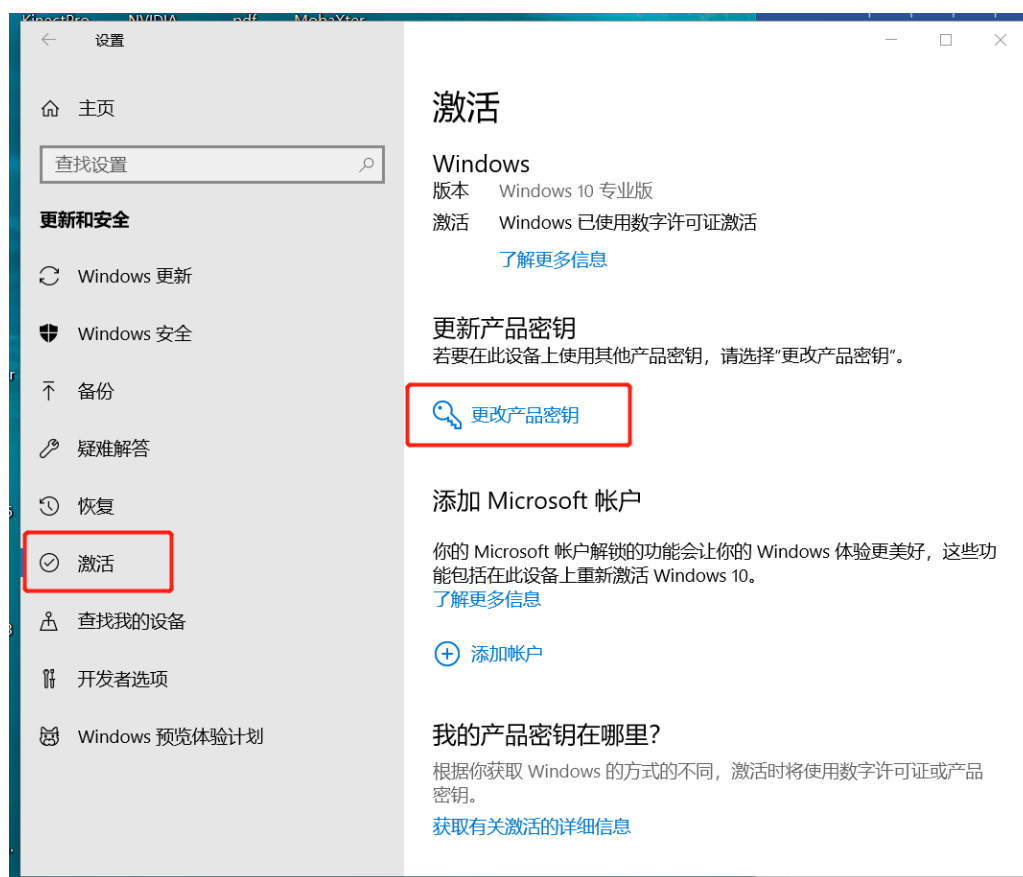 NVIDIA
pdf
设置
主页
查找设置
更新和安全
Windows 更新
Windows 安全
备份
疑难解答
恢复
激活
查找我的设备
开发者选项
Windows 预览体验计划
激活
Windows
版本 Windows 10 专业版
激活 Windows 已使用数字许可证激活
了解更多信息
更新产品密钥
若要在此设备上使用其他产品密钥，请选择“更改产品密钥”。
更改产品密钥
添加 Microsoft 帐户
你的 Microsoft 帐户解锁的功能会让你的 Windows 体验更美好，这些功
能包括在此设备上重新激活 Windows 10。
了解更多信息
添加帐户
我的产品密钥在哪里?
根据你获取 Windows 的方式的不同，激活时将使用数字许可证或产品
密钥。
获取有关激活的详细信息